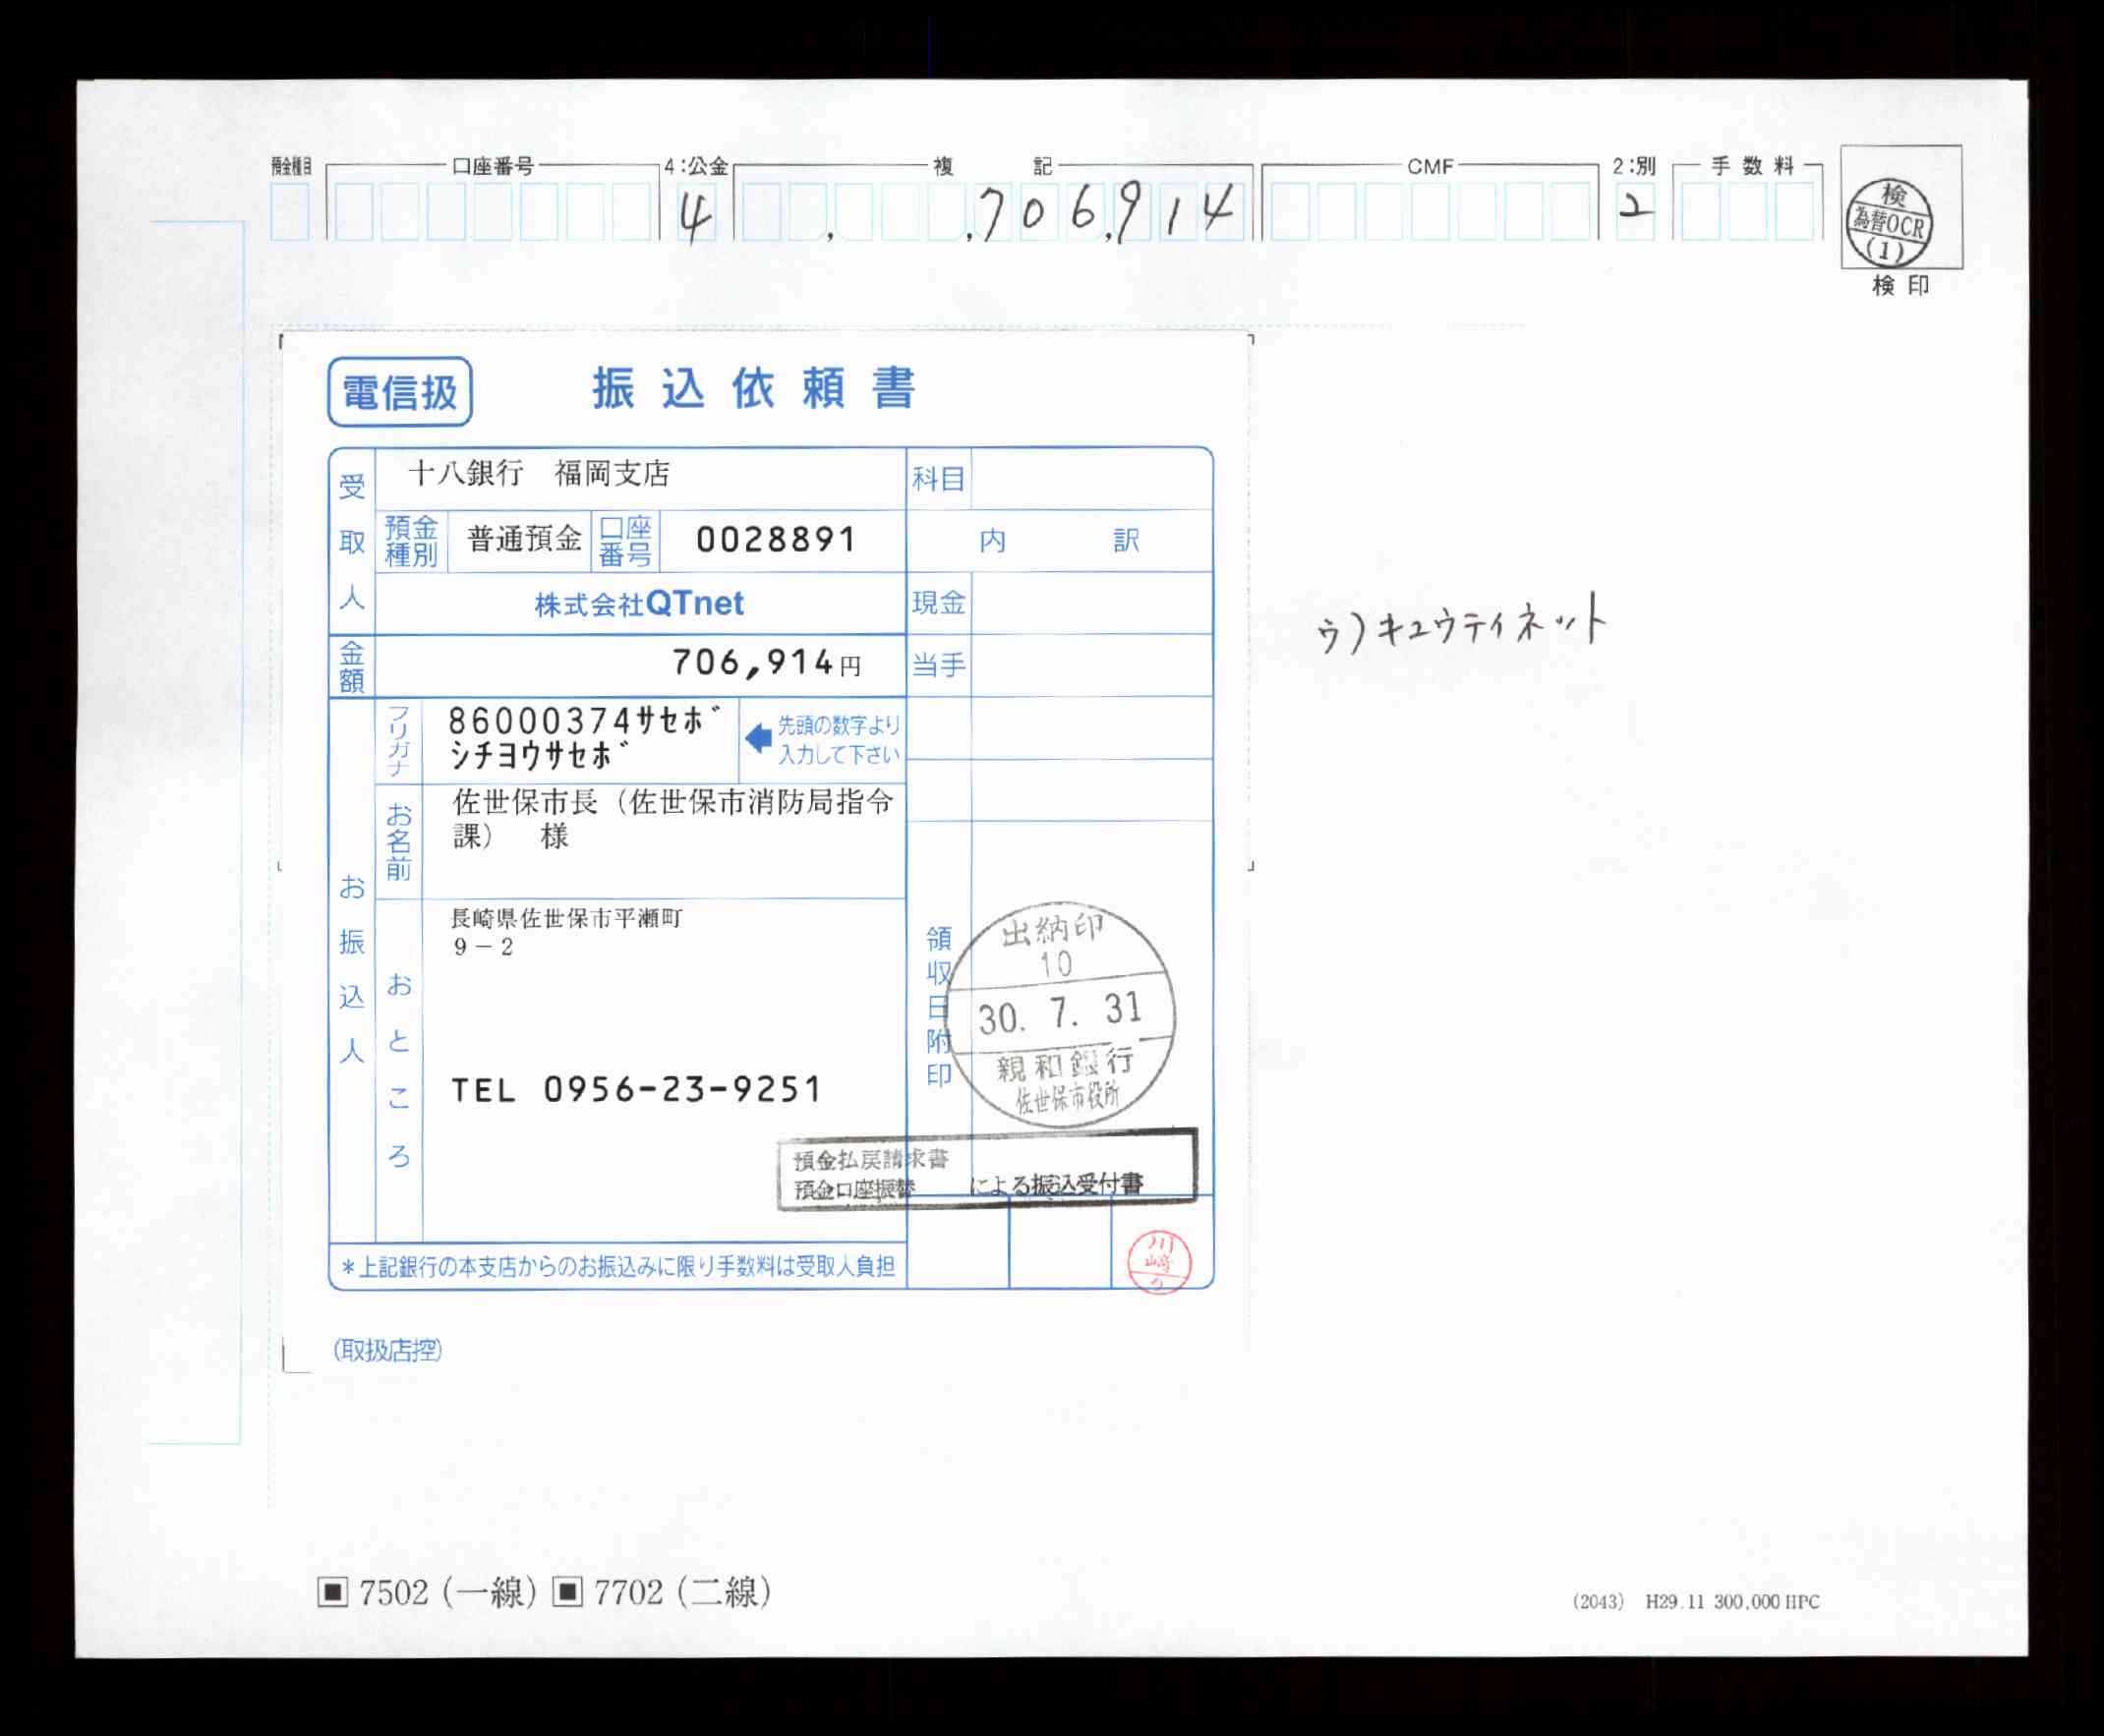 預金種目 口座番号 4:公金 複 記 CMF 2:別 手数料
4 706,914 2
検
為替OCR
(1)
検印
電信扱 振込依頼書
受取人 十八銀行 福岡支店 科目
預金種別 普通預金 口座番号 0028891 内 訳
株式会社QTnet 現金
金額 706,914円 当手
お振込人
フリガナ 86000374サセボ
シチヨウサセボ
先頭の数字より
入力して下さい
お名前 佐世保市長（佐世保市消防局指令
課） 様
おところ 長崎県佐世保市平瀬町
9－2
TEL 0956-23-9251
領収日附印
出納印
10
30. 7. 31
親和銀行
佐世保市役所
預金払戻請求書
預金口座振替 による振込受付書
川崎
*上記銀行の本支店からのお振込みに限り手数料は受取人負担
(取扱店控)
ウ)キュウティネット
▣ 7502 (一線) ▣ 7702 (二線)
(2043) H29.11 300,000 HPC